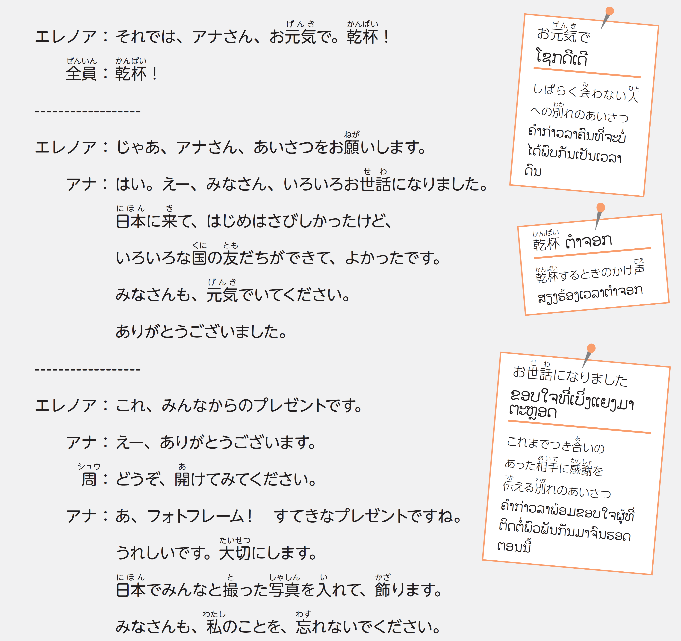 エレノア：それでは、アナさん、お元気で。乾杯！
全員：乾杯！
------------------
エレノア：じゃあ、アナさん、あいさつをお願いします。
アナ：はい。えー、みなさん、いろいろお世話になりました。
日本に来て、はじめはさびしかったけど、
いろいろな国の友だちができて、よかったです。
みなさんも、元気でいてください。
ありがとうございました。
------------------
エレノア：これ、みんなからのプレゼントです。
アナ：えー、ありがとうございます。
周：どうぞ、開けてみてください。
アナ：あ、フォトフレーム！　すてきなプレゼントですね。
うれしいです。大切にします。
日本でみんなと撮った写真を入れて、飾ります。
みなさんも、私のことを、忘れないでください。
お元気で
ໂຊກດີເດີ
しばらく会わない人
への別れのあいさつ
ຄຳກ່າວລາຄົນທີ່ຈະບໍ່
ໄດ້ພົບກັນເປັນເວລາ
ດົນ
乾杯 ຕຳຈອກ
乾杯するときのかけ声
ສຽງຮ້ອງເວລາຕຳຈອກ
お世話になりました
ຂອບໃຈທີ່ເບິ່ງແຍງມາ
ຕະຫຼອດ
これまでつき合いの
あった相手に感謝を
伝える別れのあいさつ
ຄຳກ່າວລາພ້ອມຂອບໃຈຜູ້ທີ່
ຕິດຕໍ່ພົວພັນກັນມາຈົນຮອດ
ຕອນນີ້